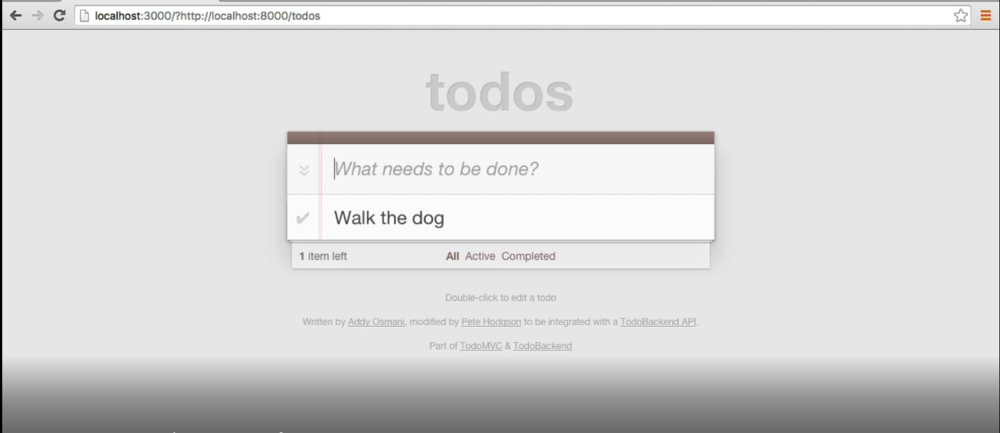 localhost:3000/?http://localhost:8000/todos
todos
What needs to be done?
Walk the dog
1 item left All Active Completed
Double-click to edit a todo
Written by Addy Osmani, modified by Pete Hodgson to be integrated with a TodoBackend API.
Part of TodoMVC & TodoBackend